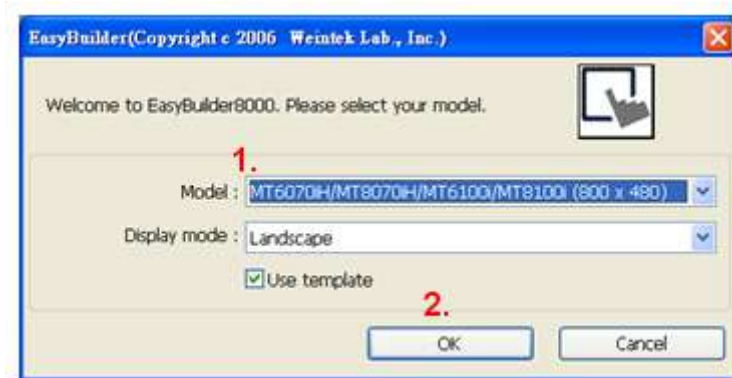 EasyBuilder(Copyright c 2006 Weintek Lab., Inc.)
Welcome to EasyBuilder8000. Please select your model.
1.
Model : MT6070iH/MT8070iH/MT6100i/MT8100i (800 x 480)
Display mode : Landscape
Use template
2.
OK Cancel